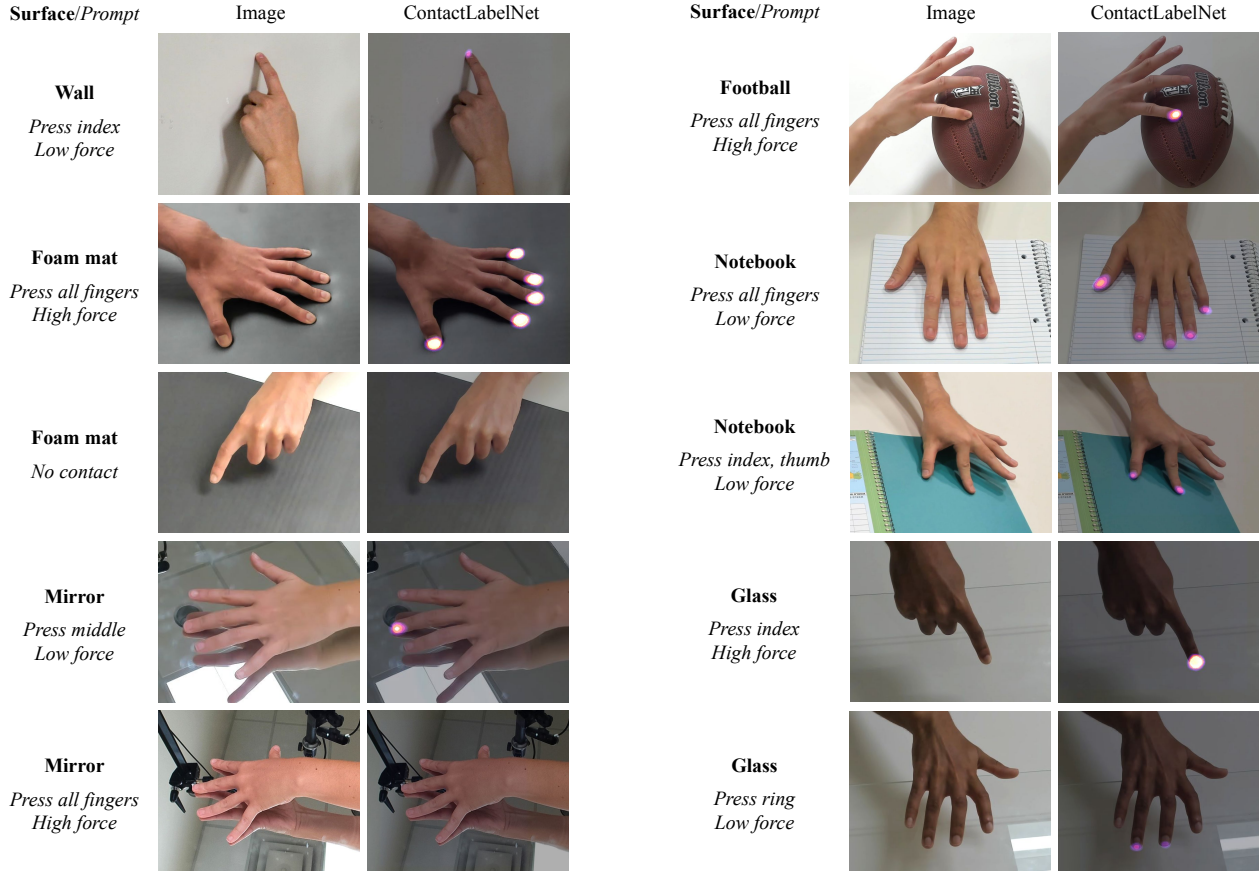 Surface/Prompt Image ContactLabelNet
Wall
Press index
Low force
Foam mat
Press all fingers
High force
Foam mat
No contact
Mirror
Press middle
Low force
Mirror
Press all fingers
High force
Surface/Prompt Image ContactLabelNet
Football
Press all fingers
High force
Wilson
Notebook
Press all fingers
Low force
Notebook
Press index, thumb
Low force
Glass
Press index
High force
Glass
Press ring
Low force